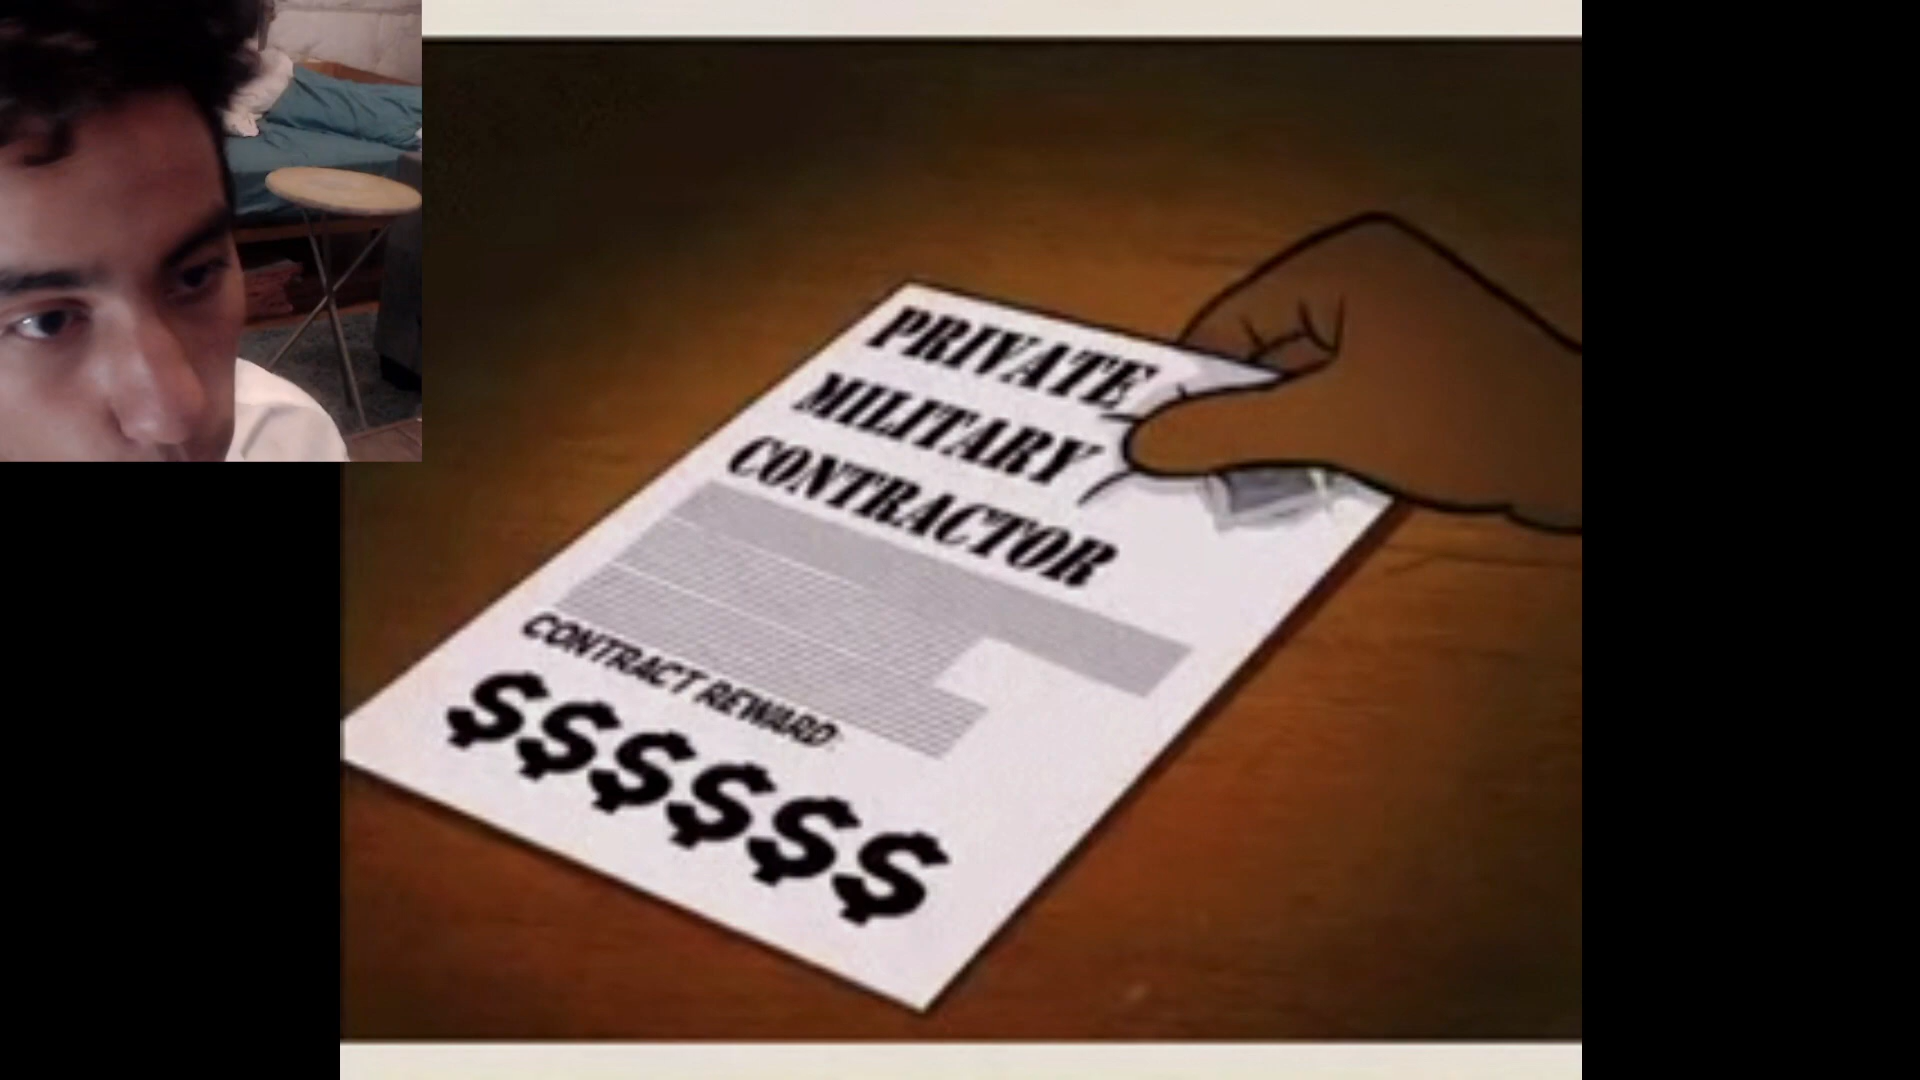 PRIVATE
MILITARY
CONTRACTOR
CONTRACT REWARD
$$$$$$